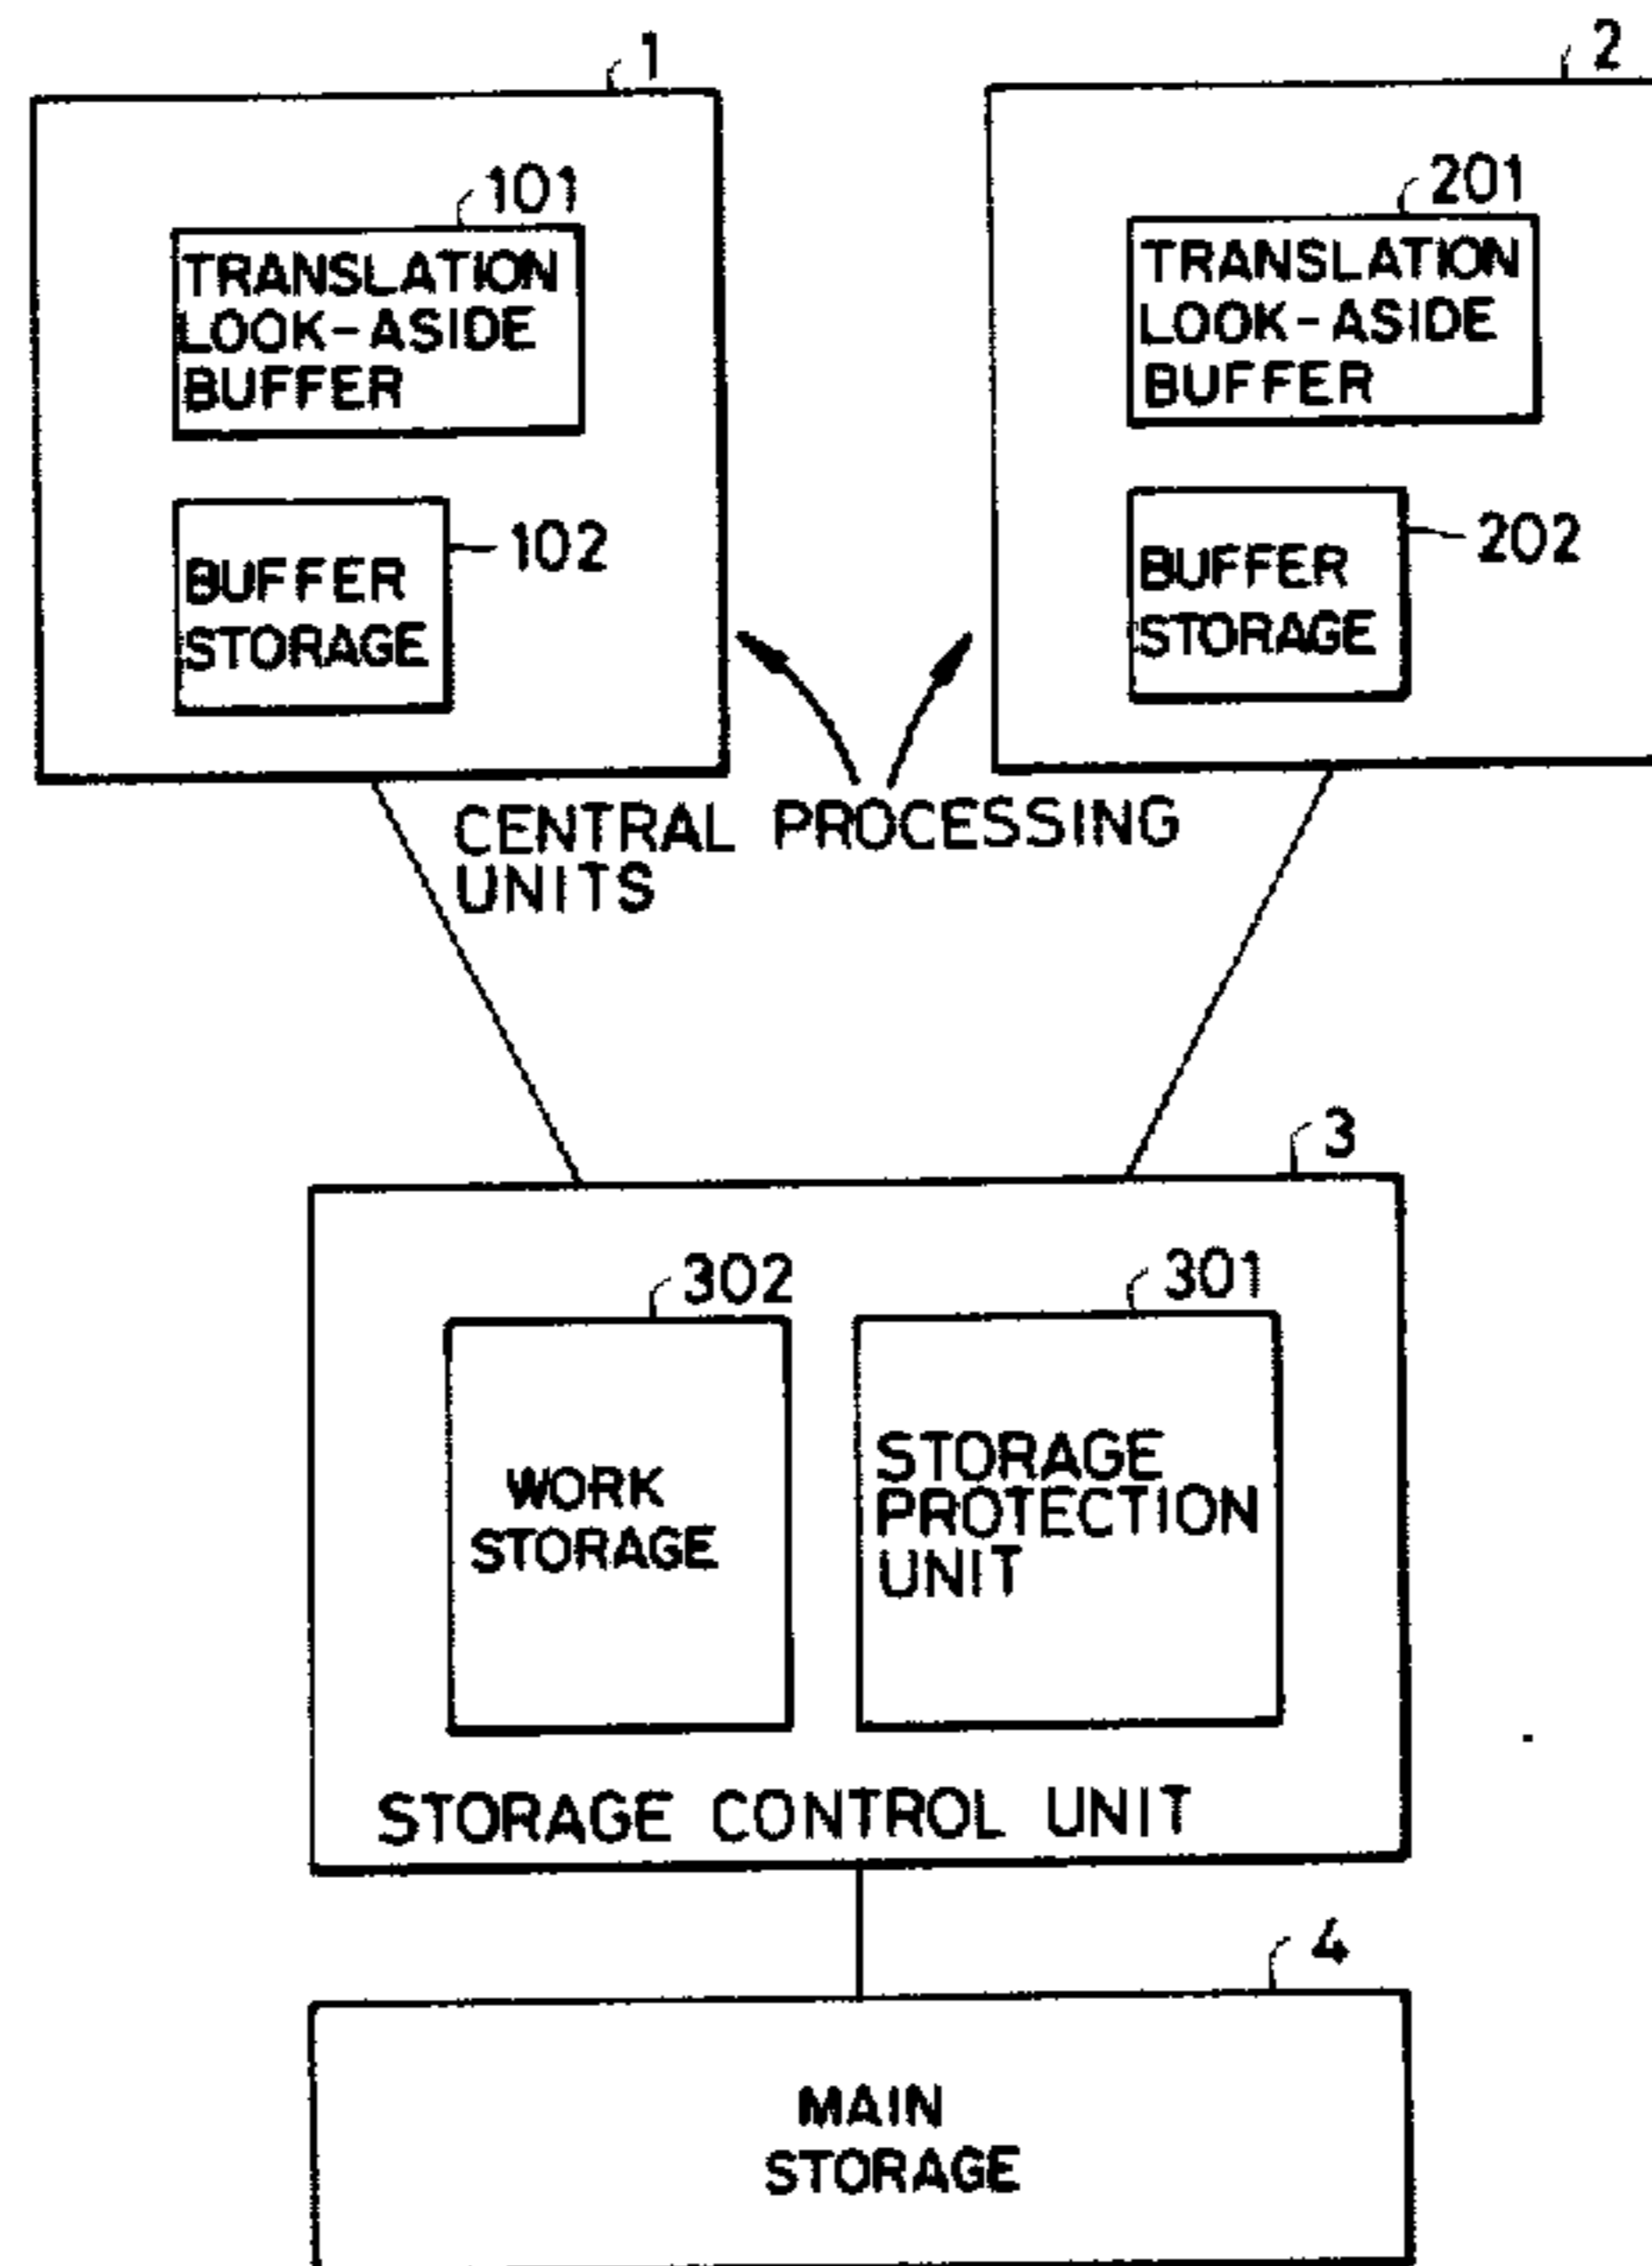 1
2
101
TRANSLATION
LOOK-ASIDE
BUFFER
201
TRANSLATION
LOOK-ASIDE
BUFFER
BUFFER
STORAGE
102
BUFFER
STORAGE
202
CENTRAL PROCESSING
UNITS
3
302
301
WORK
STORAGE
STORAGE
PROTECTION
UNIT
STORAGE CONTROL UNIT
4
MAIN
STORAGE